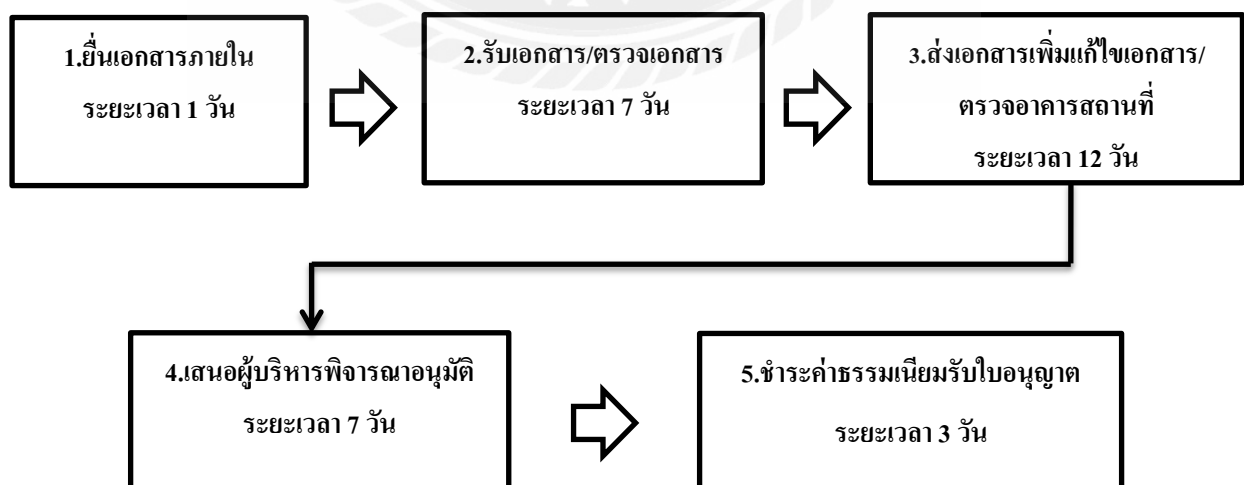 1.ยื่นเอกสารภายใน
ระยะเวลา 1 วัน
2.รับเอกสาร/ตรวจเอกสาร
ระยะเวลา 7 วัน
3.ส่งเอกสารเพิ่มแก้ไขเอกสาร/
ตรวจอาคารสถานที่
ระยะเวลา 12 วัน
4.เสนอผู้บริหารพิจารณาอนุมัติ
ระยะเวลา 7 วัน
5.ชำระค่าธรรมเนียมรับใบอนุญาต
ระยะเวลา 3 วัน